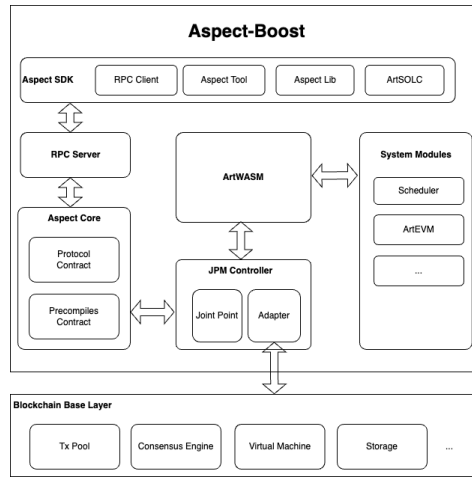 Aspect-Boost
Aspect SDK
RPC Client
Aspect Tool
Aspect Lib
ArtSOLC
RPC Server
ArtWASM
System Modules
Scheduler
ArtEVM
...
Aspect Core
Protocol
Contract
Precompiles
Contract
JPM Controller
Joint Point
Adapter
Blockchain Base Layer
Tx Pool
Consensus Engine
Virtual Machine
Storage
...